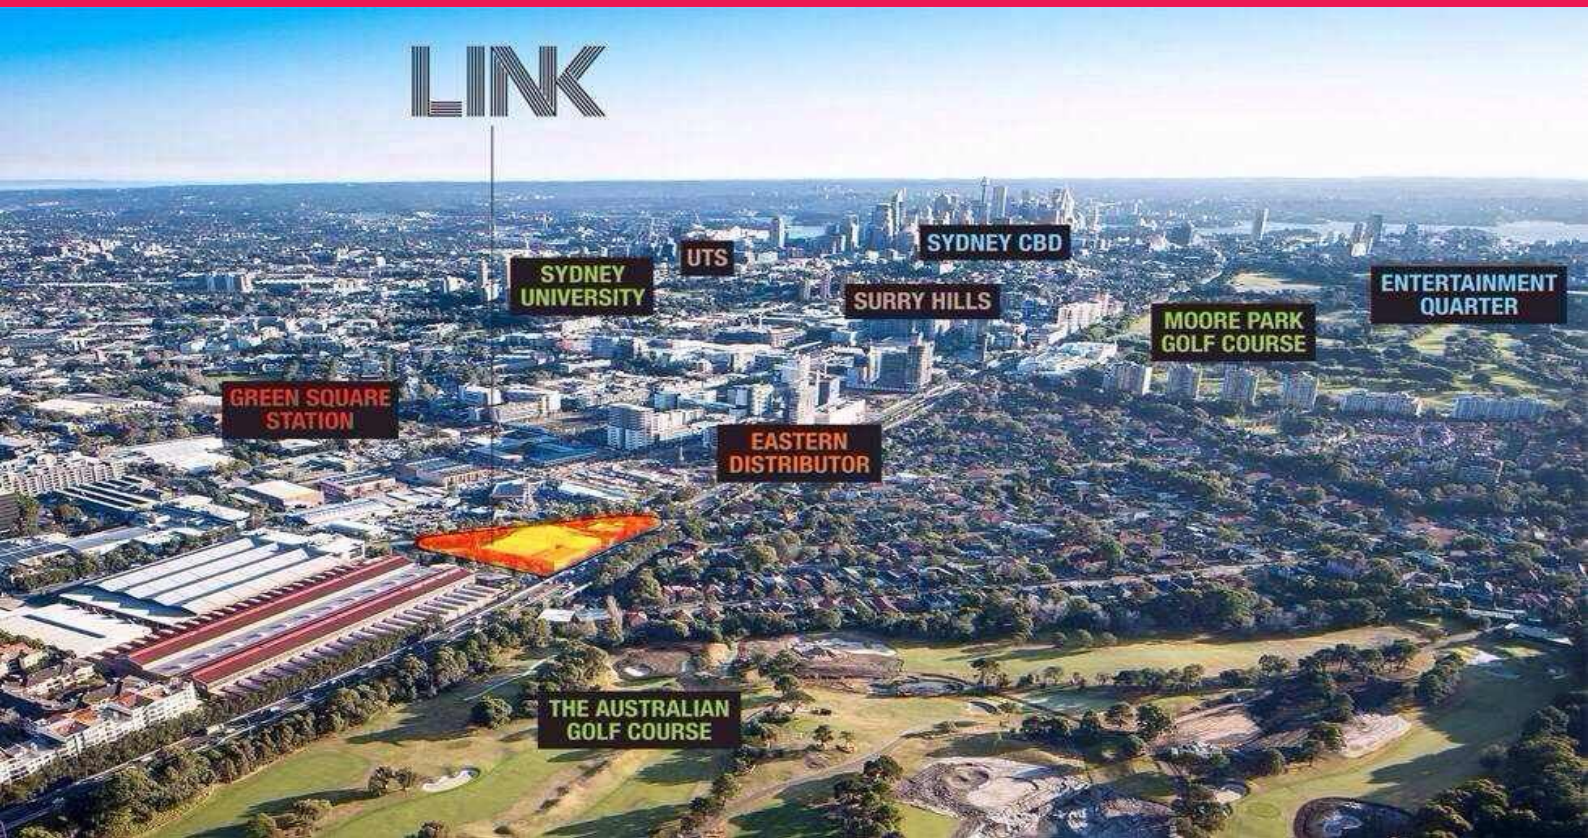 LINK
SYDNEY CBD
UTS
SYDNEY
UNIVERSITY
SURRY HILLS
ENTERTAINMENT
QUARTER
MOORE PARK
GOLF COURSE
GREEN SQUARE
STATION
EASTERN
DISTRIBUTOR
THE AUSTRALIAN
GOLF COURSE